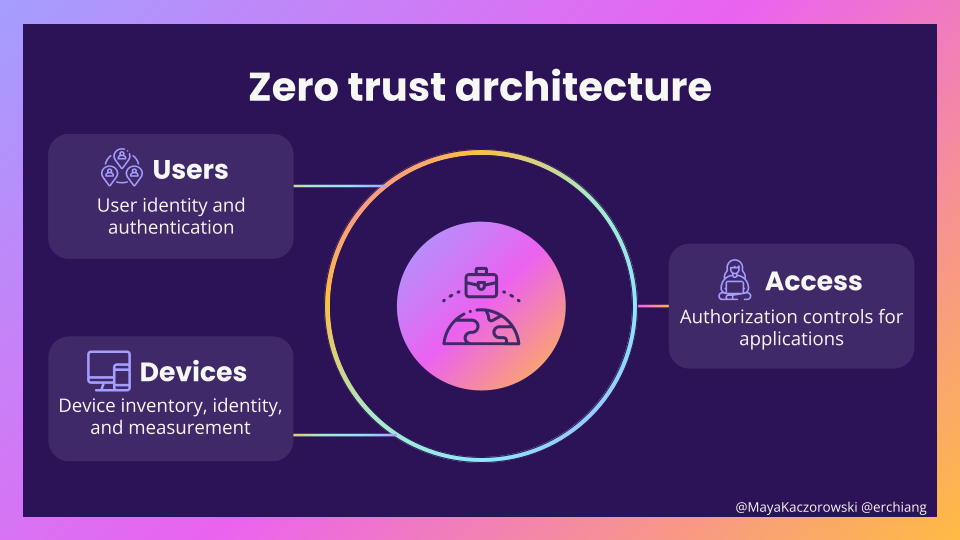 Zero trust architecture
Users
User identity and
authentication
Devices
Device inventory, identity,
and measurement
Access
Authorization controls for
applications
@MayaKaczorowski @erchiang